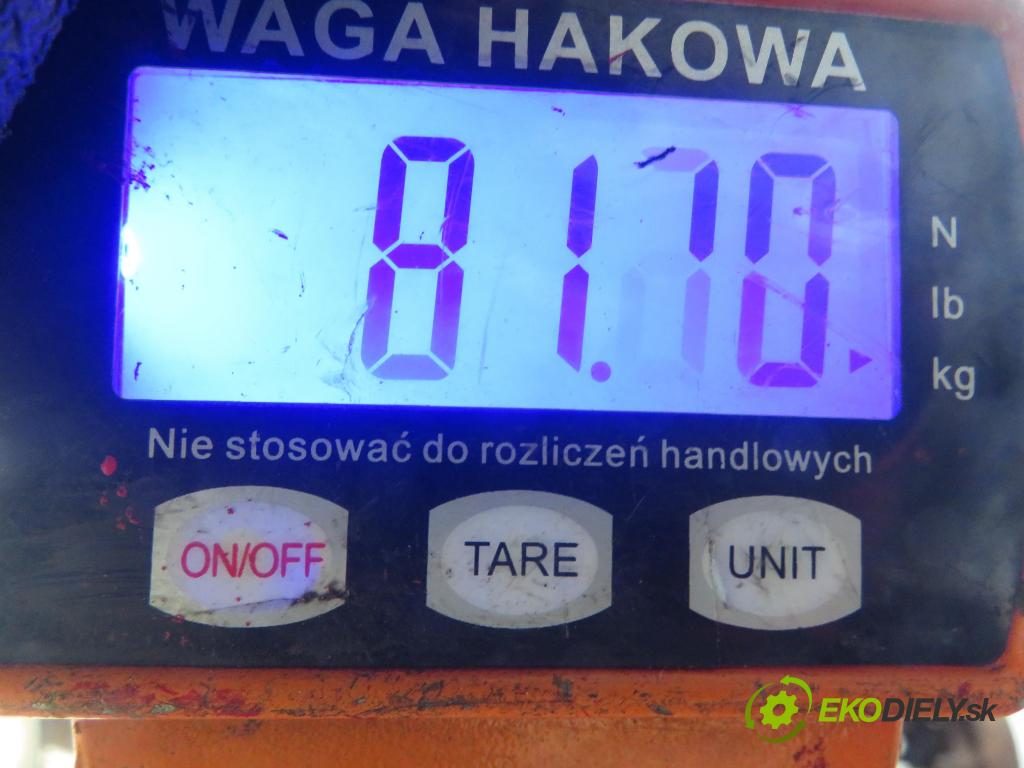 WAGA HAKOWA
81.70
N
lb
kg
Nie stosować do rozliczeń handlowych
ON/OFF TARE UNIT
EKODIELY.sk